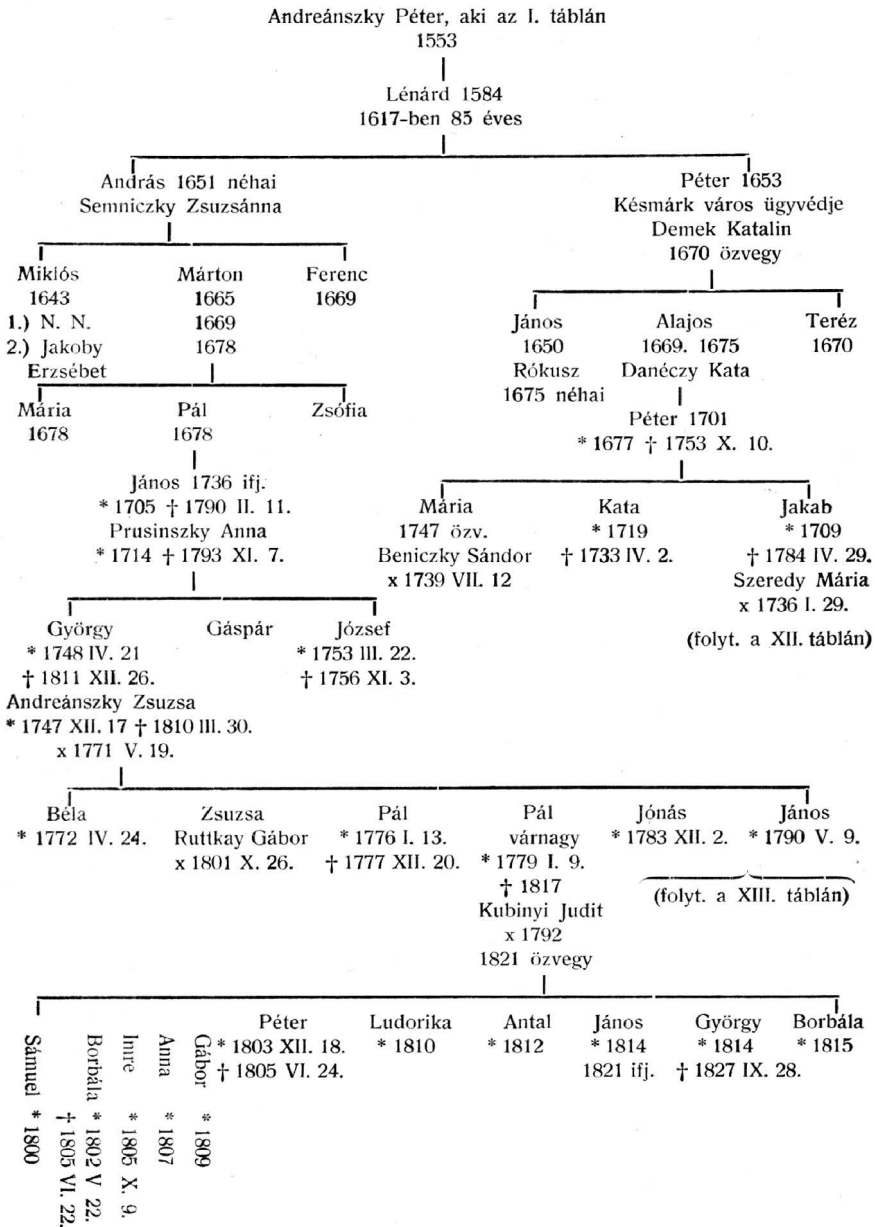 Andreánszky Péter, aki az I. táblán
1553
Lénárd 1584
1617-ben 85 éves
András 1651 néhai
Semniczky Zsuzsánna
Péter 1653
Késmárk város ügyvédje
Demek Katalin
1670 özvegy
Miklós
1643
1.) N. N.
2.) Jakoby
Erzsébet
Márton
1665
1669
1678
Ferenc
1669
János
1650
Rókusz
1675 néhai
Alajos
1669. 1675
Danéczy Kata
Teréz
1670
Mária
1678
Pál
1678
Zsófia
Péter 1701
* 1677 † 1753 X. 10.
János 1736 ifj.
* 1705 † 1790 II. 11.
Prusinszky Anna
* 1714 † 1793 XI. 7.
Mária
1747 özv.
Beniczky Sándor
x 1739 VII. 12
Kata
* 1719
† 1733 IV. 2.
Jakab
* 1709
† 1784 IV. 29.
Szeredy Mária
x 1736 I. 29.
(folyt. a XII. táblán)
György
* 1748 IV. 21
† 1811 XII. 26.
Andreánszky Zsuzsa
* 1747 XII. 17 † 1810 III. 30.
x 1771 V. 19.
Gáspár
József
* 1753 III. 22.
† 1756 XI. 3.
Béla
* 1772 IV. 24.
Zsuzsa
Ruttkay Gábor
x 1801 X. 26.
Pál
* 1776 I. 13.
† 1777 XII. 20.
Pál
várnagy
* 1779 I. 9.
† 1817
Kubinyi Judit
x 1792
1821 özvegy
Jónás
* 1783 XII. 2.
János
* 1790 V. 9.
(folyt. a XIII. táblán)
Sámuel * 1800
Borbála * 1802 V 22.
† 1805 VI. 22.
Imre * 1805 X. 9.
Anna * 1807
Gábor * 1809
Péter
* 1803 XII. 18.
† 1805 VI. 24.
Ludorika
* 1810
Antal
* 1812
János
* 1814
1821 ifj.
György
* 1814
† 1827 IX. 28.
Borbála
* 1815